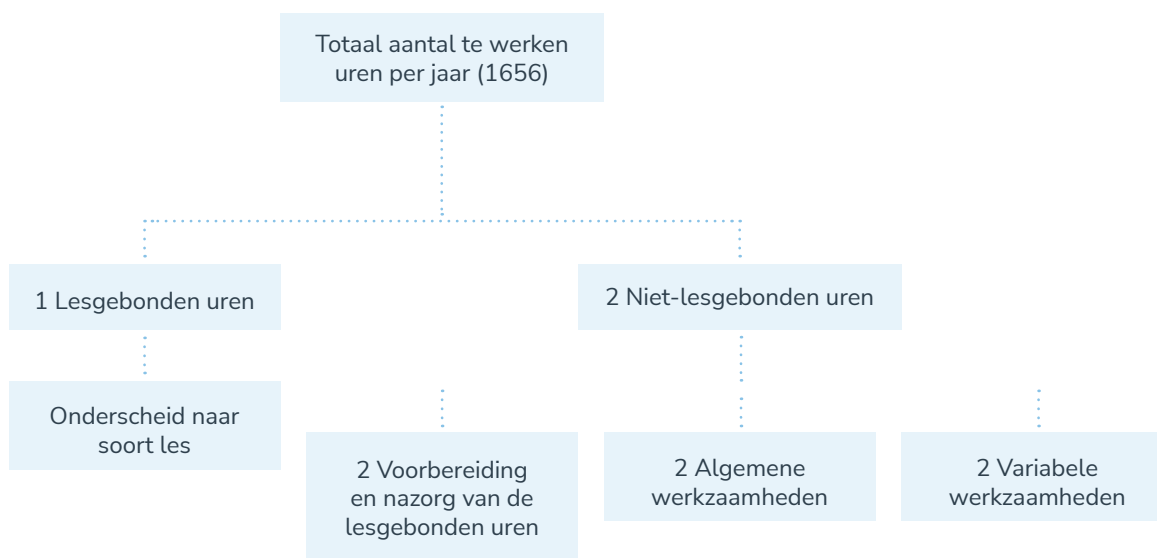 Totaal aantal te werken
uren per jaar (1656)
1 Lesgebonden uren
2 Niet-lesgebonden uren
Onderscheid naar
soort les
2 Voorbereiding
en nazorg van de
lesgebonden uren
2 Algemene
werkzaamheden
2 Variabele
werkzaamheden